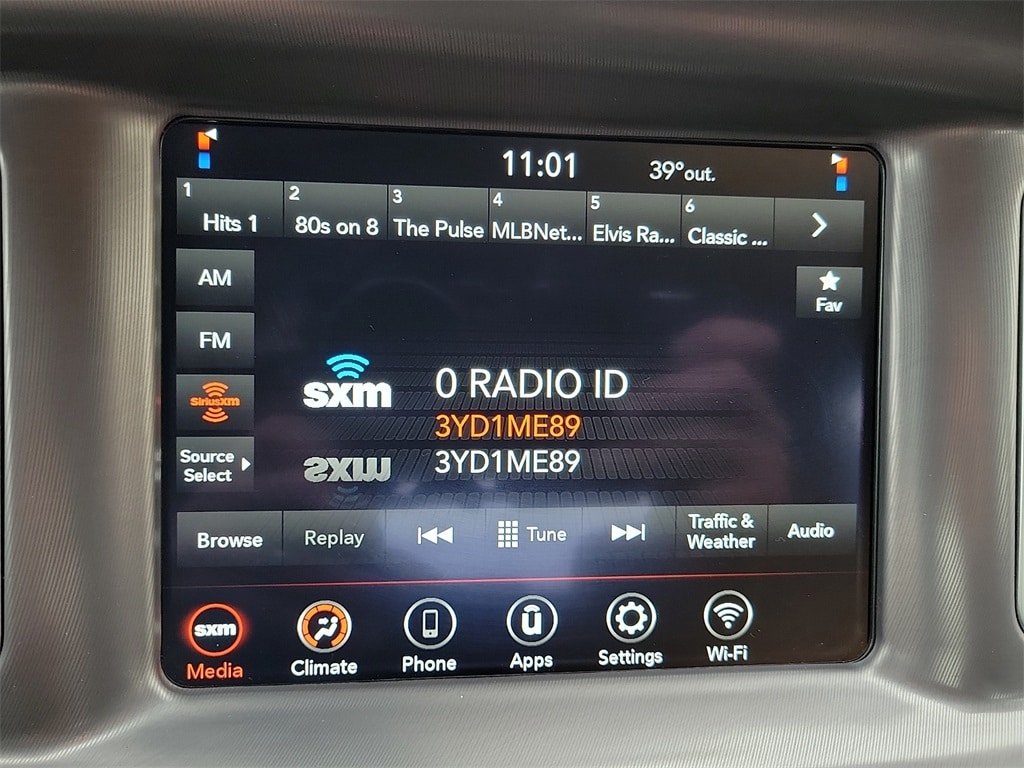 11:01
39°out.
1
Hits 1
2
80s on 8
3
The Pulse
4
MLBNet...
5
Elvis Ra...
6
Classic ...
AM
Fav
FM
SiriusXM
sxm
0 RADIO ID
3YD1ME89
3YD1ME89
Source
Select
sxm
Browse
Replay
Tune
Traffic &
Weather
Audio
sxm
Media
Climate
Phone
ū
Apps
Settings
Wi-Fi